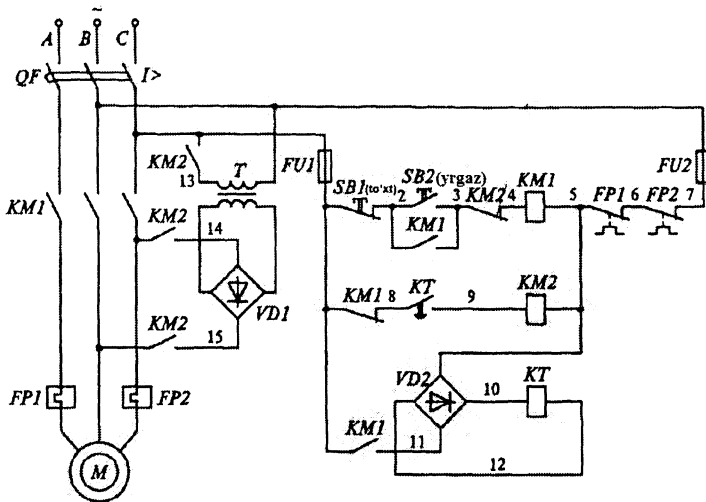 ~
A B C
QF I>
KM2 T
13
FU1
SB1(to'xt) 2 SB2(yrgaz) 3 KM2 4 KM1 5 FP1 6 FP2 7
FU2
KM1
KM1
KM2 14
VD1
KM1 8 KT 9 KM2
KM2 15
VD2 10 KT
FP1 FP2
KM1 11
12
M